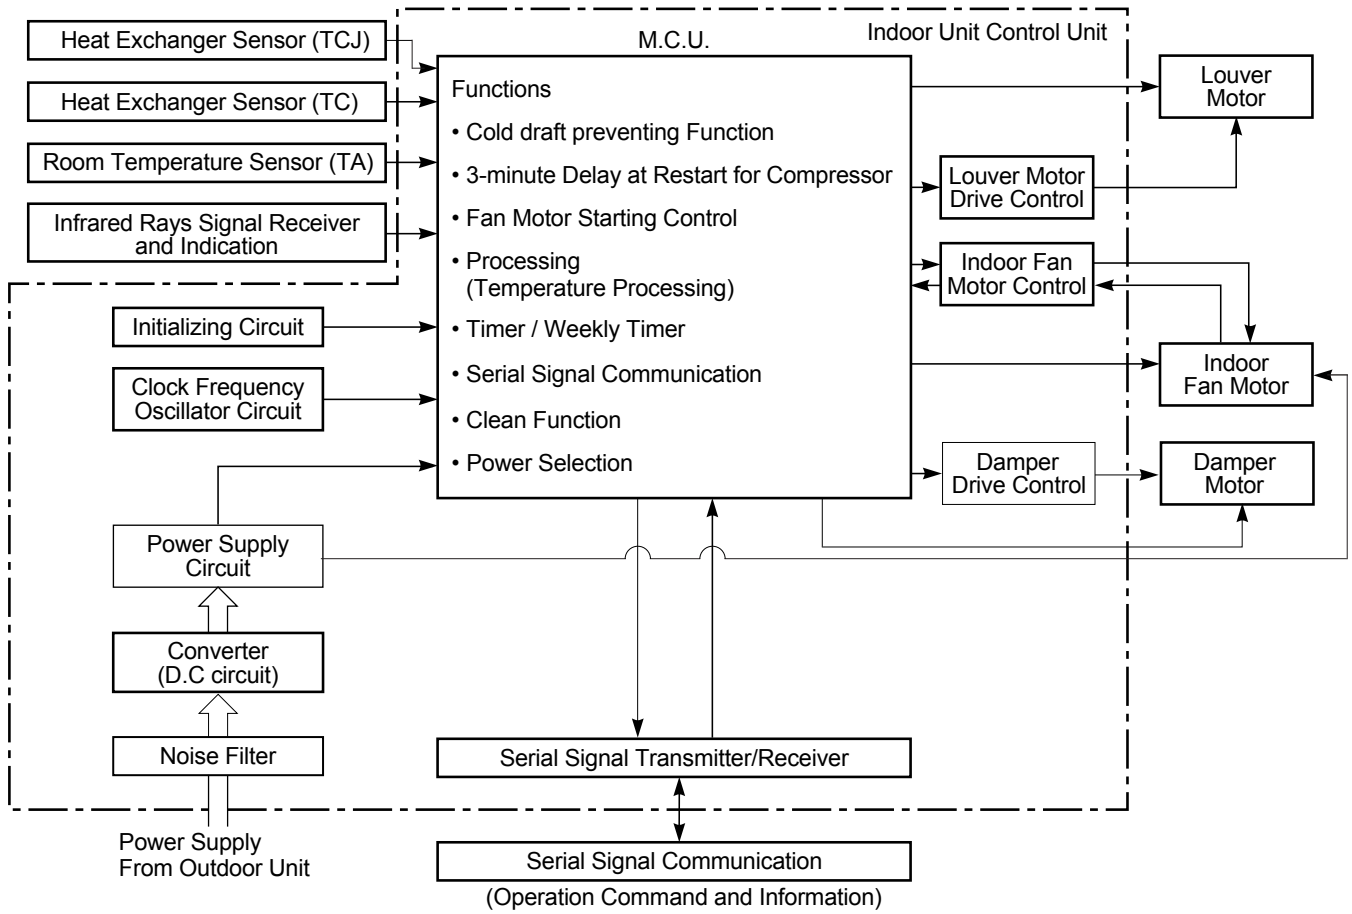 Heat Exchanger Sensor (TCJ)
Heat Exchanger Sensor (TC)
Room Temperature Sensor (TA)
Infrared Rays Signal Receiver
and Indication
Initializing Circuit
Clock Frequency
Oscillator Circuit
Power Supply
Circuit
Converter
(D.C circuit)
Noise Filter
Power Supply
From Outdoor Unit
M.C.U.
Functions
• Cold draft preventing Function
• 3-minute Delay at Restart for Compressor
• Fan Motor Starting Control
• Processing
(Temperature Processing)
• Timer / Weekly Timer
• Serial Signal Communication
• Clean Function
• Power Selection
Serial Signal Transmitter/Receiver
Serial Signal Communication
(Operation Command and Information)
Indoor Unit Control Unit
Louver Motor
Drive Control
Indoor Fan
Motor Control
Damper
Drive Control
Louver
Motor
Indoor
Fan Motor
Damper
Motor